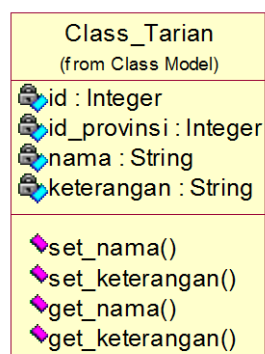 Class_Tarian
(from Class Model)
id : Integer
id_provinsi : Integer
nama : String
keterangan : String
set_nama()
set_keterangan()
get_nama()
get_keterangan()